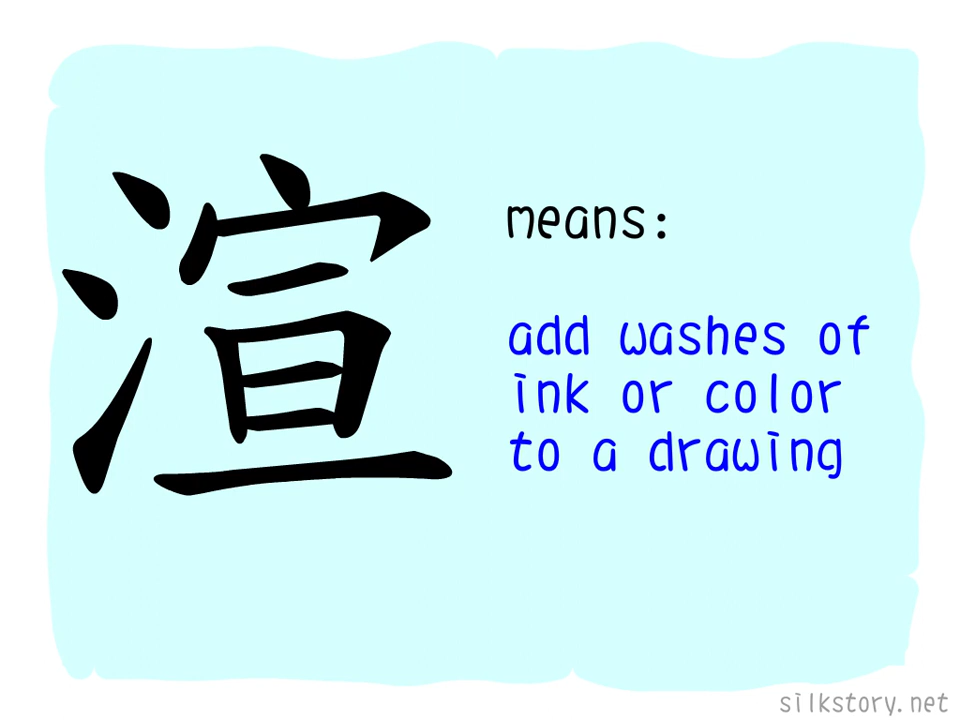 渲
means:
add washes of
ink or color
to a drawing
silkstory.net